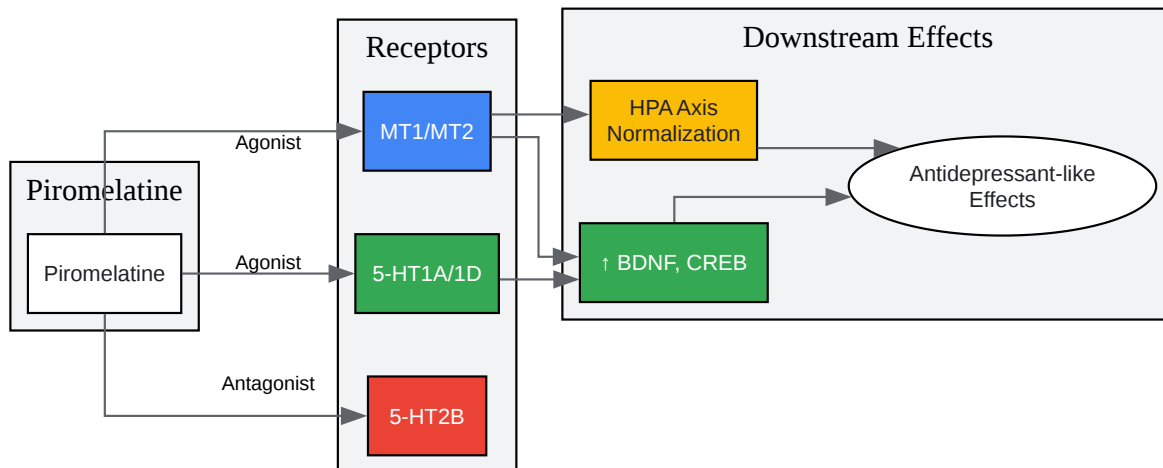 Piromelatine
Piromelatine
Agonist
Agonist
Antagonist
Receptors
MT1/MT2
5-HT1A/1D
5-HT2B
Downstream Effects
HPA Axis
Normalization
↑ BDNF, CREB
Antidepressant-like
Effects